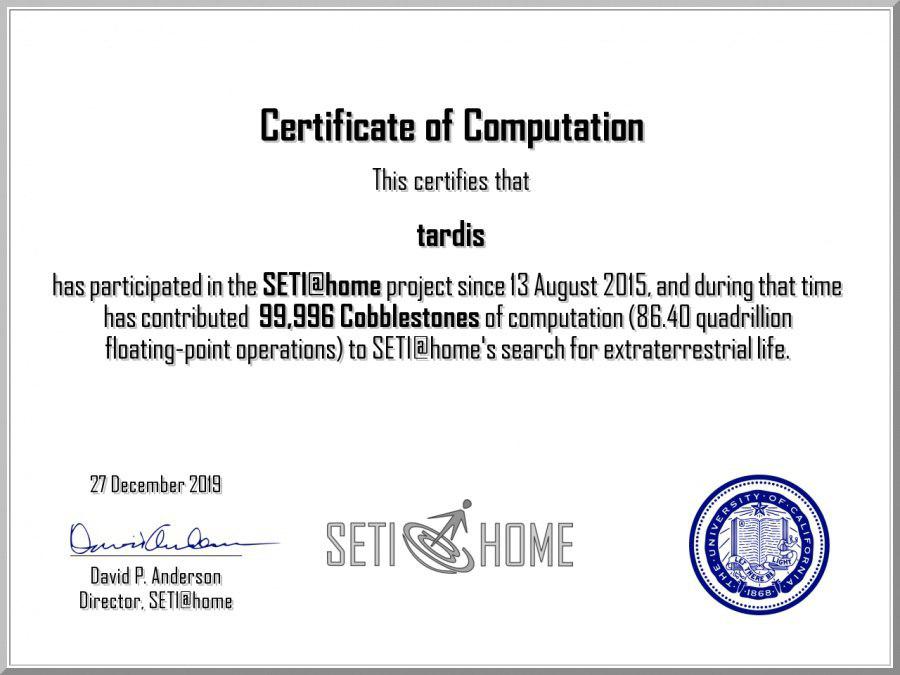 Certificate of Computation
This certifies that
tardis
has participated in the SETI@home project since 13 August 2015, and during that time
has contributed 99,996 Cobblestones of computation (86.40 quadrillion
floating-point operations) to SETI@home's search for extraterrestrial life.
27 December 2019
David P. Anderson
Director, SETI@home
SETI HOME
THE UNIVERSITY OF CALIFORNIA
LET THERE BE LIGHT
1868